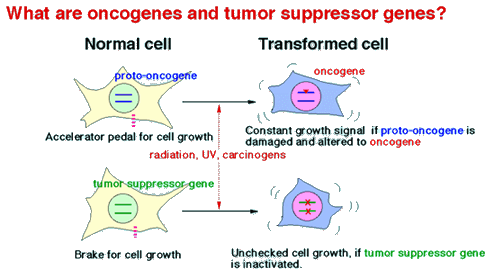 What are oncogenes and tumor suppressor genes?
Normal cell
Transformed cell
proto-oncogene
oncogene
Accelerator pedal for cell growth
Constant growth signal if proto-oncogene is
damaged and altered to oncogene
radiation, UV, carcinogens
tumor suppressor gene
Brake for cell growth
Unchecked cell growth, if tumor suppressor gene
is inactivated.